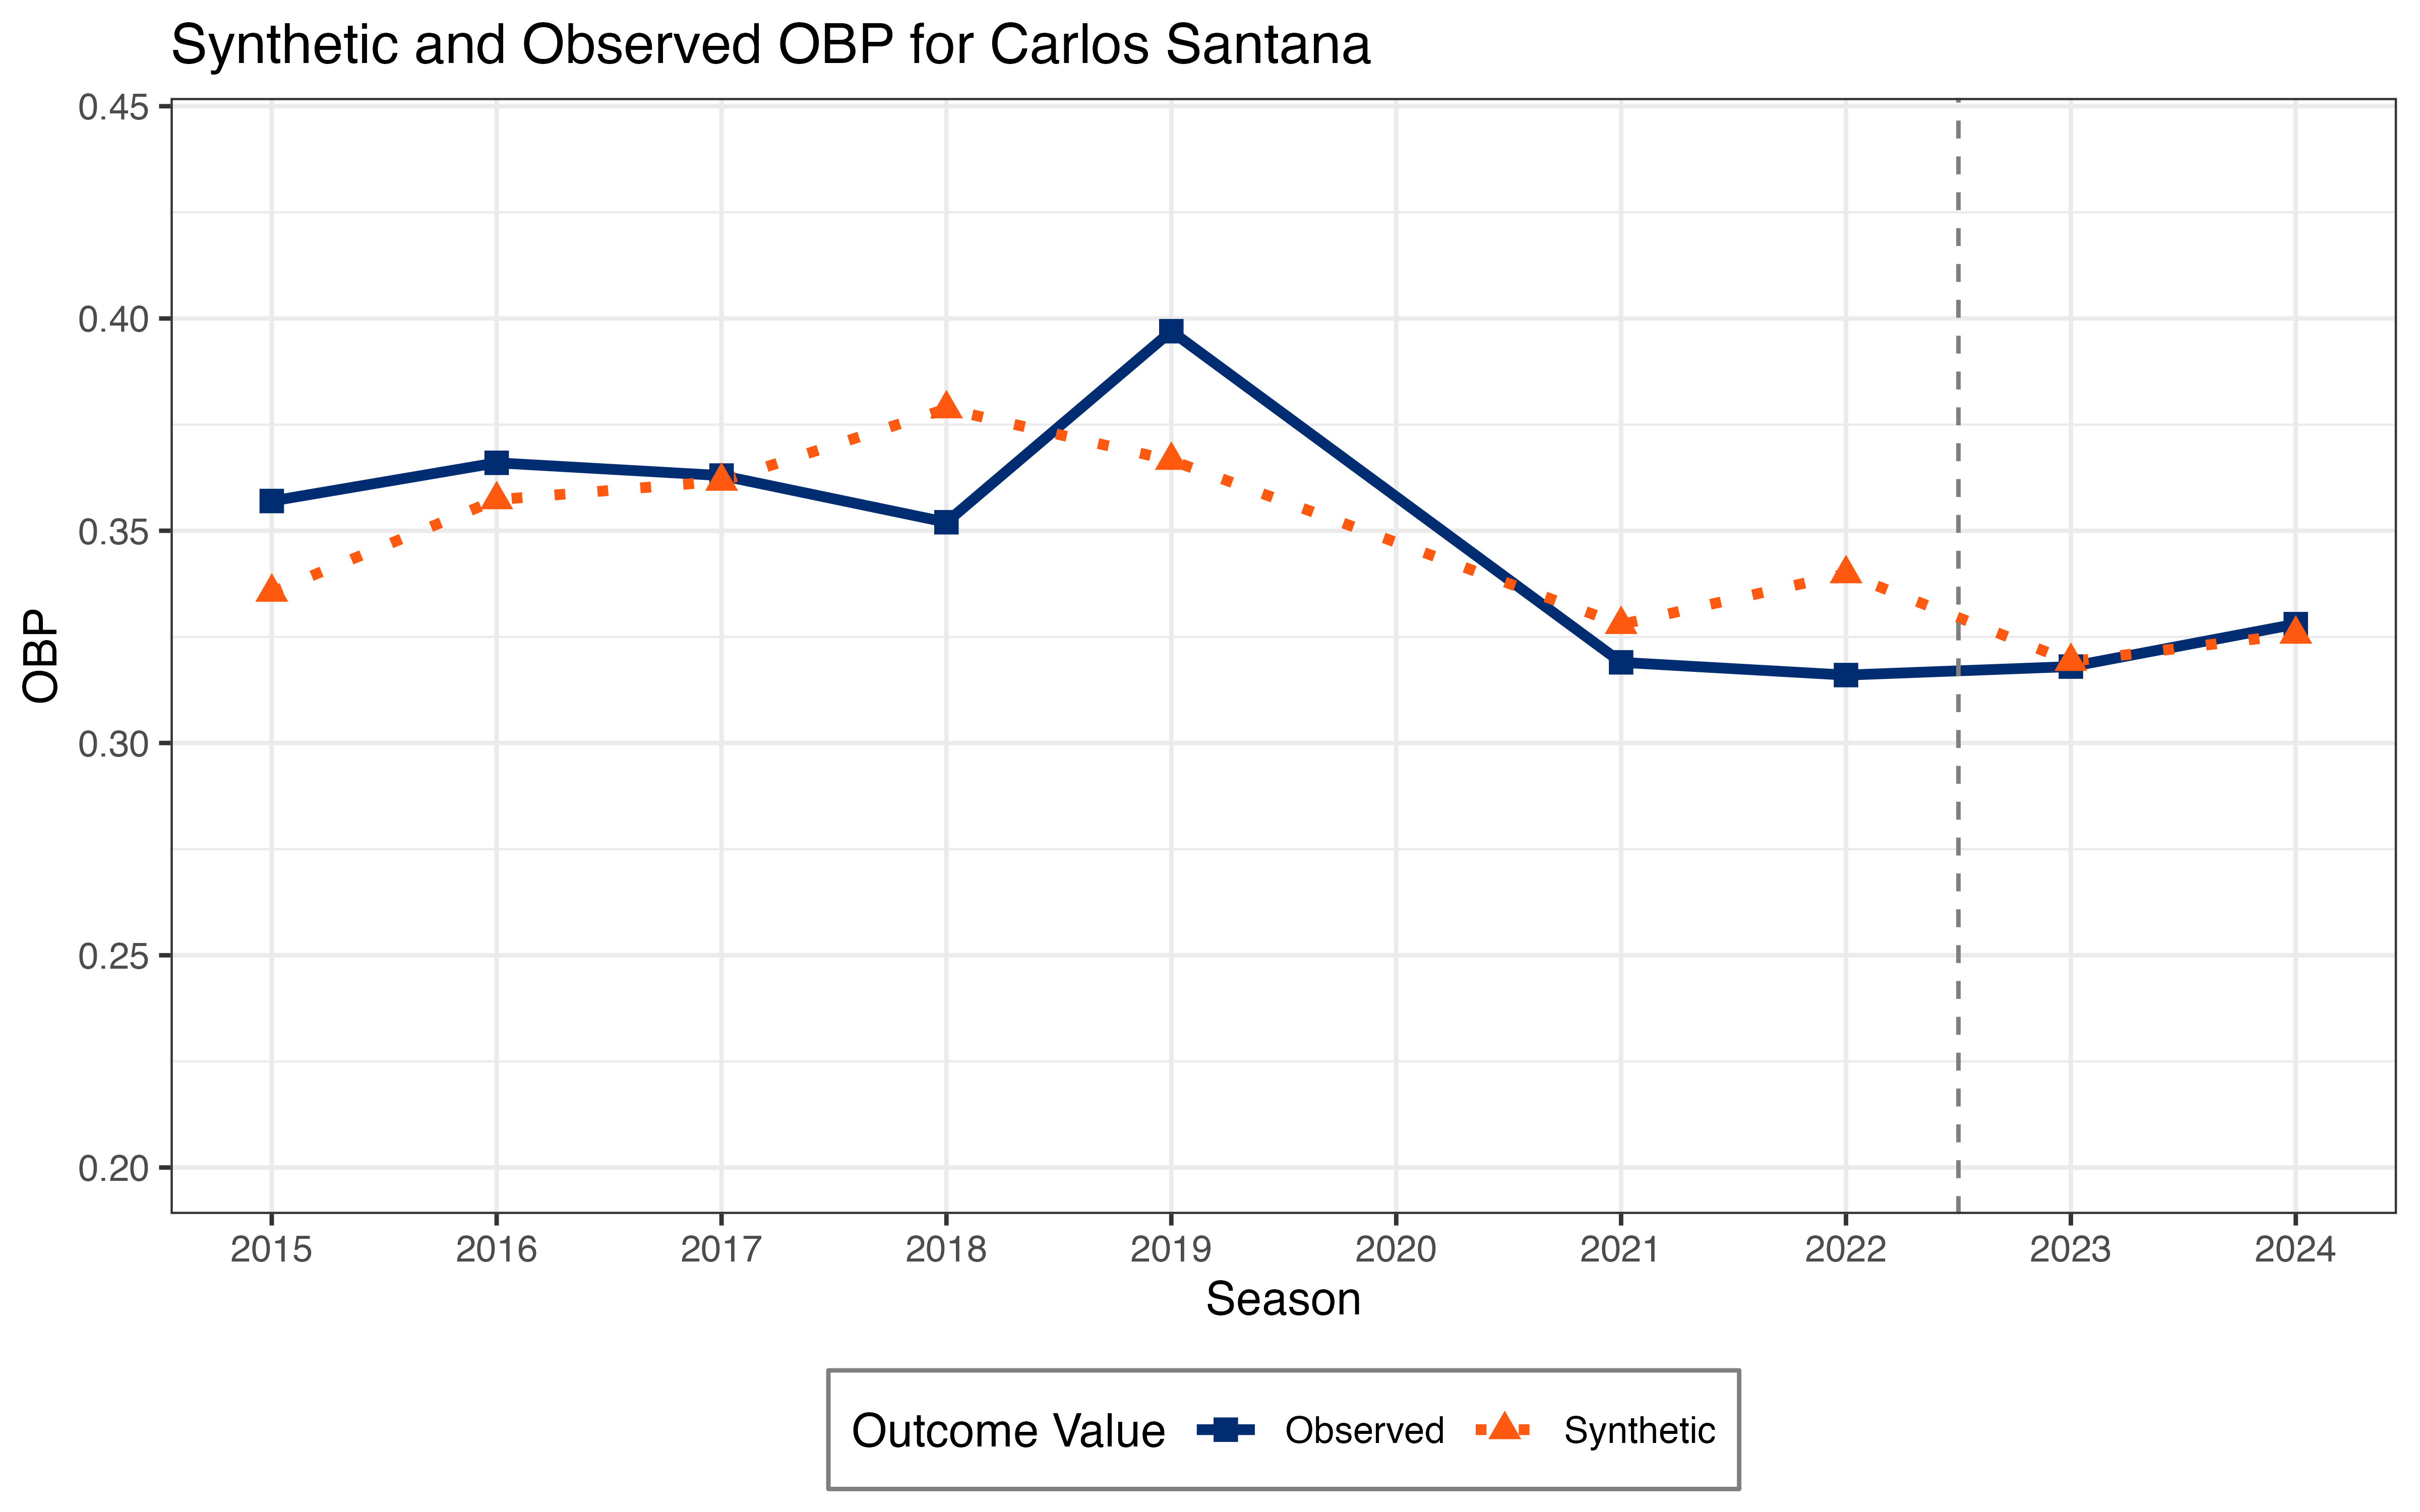 Synthetic and Observed OBP for Carlos Santana
0.45
0.40
0.35
0.30
0.25
0.20
OBP
2015 2016 2017 2018 2019 2020 2021 2022 2023 2024
Season
Outcome Value Observed Synthetic